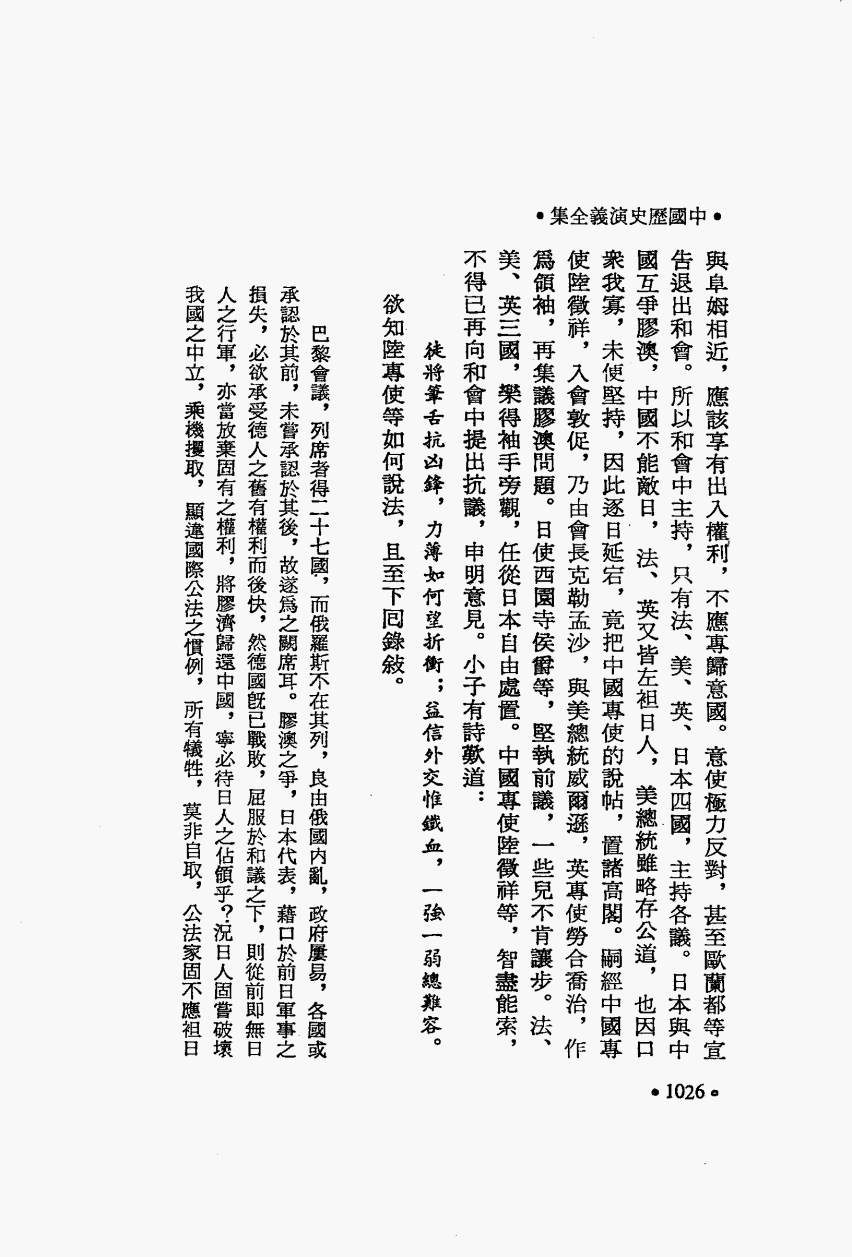 •中國歷史演義全集•
與阜姆相近，應該享有出入權利，不應專歸意國。意使極力反對，甚至歐蘭都等宣
告退出和會。所以和會中主持，只有法、美、英、日本四國，主持各議。日本與中
國互爭膠澳，中國不能敵日，法、英又皆左袒日人，美總統雖略存公道，也因口
衆我寡，未便堅持，因此逐日延宕，竟把中國專使的說帖，置諸高閣。嗣經中國專
使陸徵祥，入會敦促，乃由會長克勒孟沙，與美總統威爾遜，英專使勞合喬治，作
爲領袖，再集議膠澳問題。日使西園寺侯爵等，堅執前議，一些兒不肯讓步。法、
美、英三國，樂得袖手旁觀，任從日本自由處置。中國專使陸徵祥等，智盡能索，
不得已再向和會中提出抗議，申明意見。小子有詩歎道：
徒將筆舌抗凶鋒，力薄如何望折衝；益信外交惟鐵血，一強一弱總難容。
欲知陸專使等如何說法，且至下回錄敍。
巴黎會議，列席者得二十七國，而俄羅斯不在其列，良由俄國内亂，政府屢易，各國或
承認於其前，未嘗承認於其後，故遂爲之闕席耳。膠澳之爭，日本代表，藉口於前日軍事之
損失，必欲承受德人之舊有權利而後快，然德國旣已戰敗，屈服於和議之下，則從前即無日
人之行軍，亦當放棄固有之權利，將膠濟歸還中國，寧必待日人之佔領乎？況日人固嘗破壞
我國之中立，乘機攫取，顯違國際公法之慣例，所有犧牲，莫非自取，公法家固不應袒日
•1026•